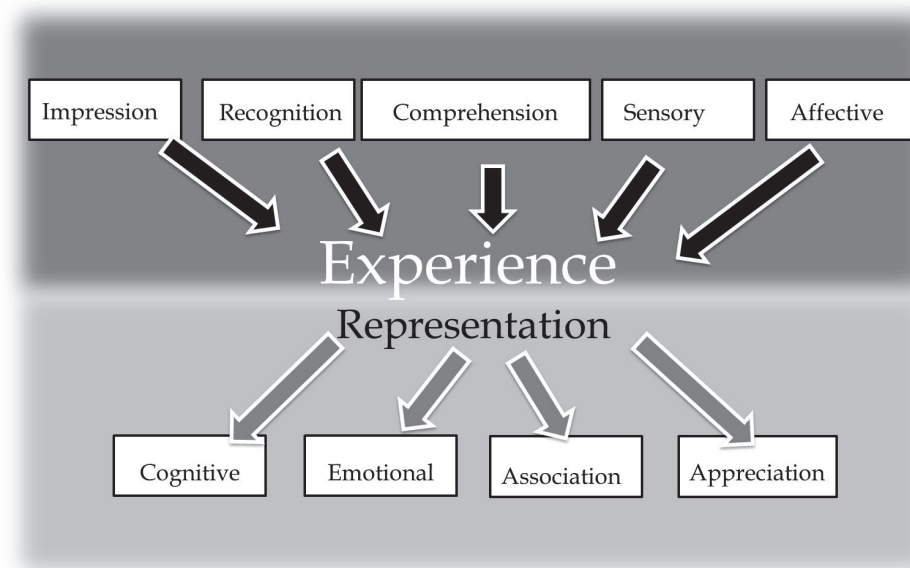 Impression Recognition Comprehension Sensory Affective
Experience
Representation
Cognitive Emotional Association Appreciation